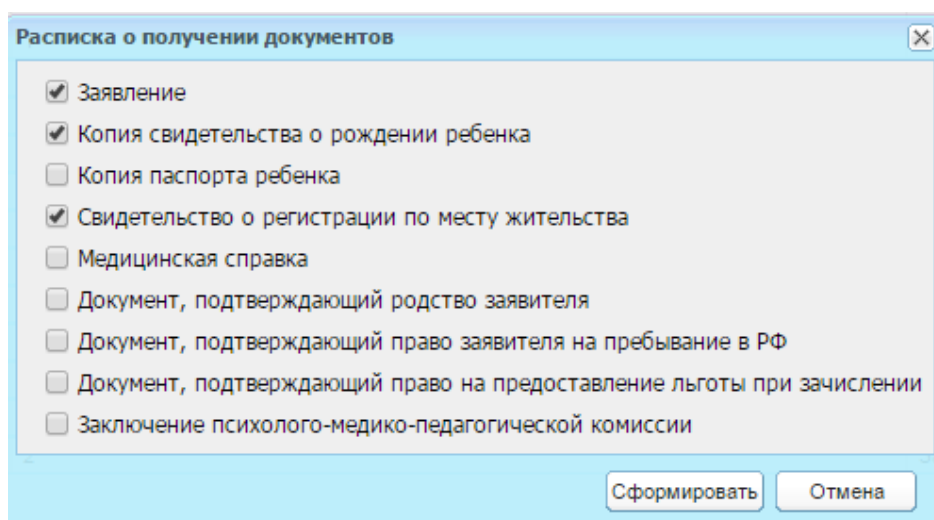 Расписка о получении документов
Заявление
Копия свидетельства о рождении ребенка
Копия паспорта ребенка
Свидетельство о регистрации по месту жительства
Медицинская справка
Документ, подтверждающий родство заявителя
Документ, подтверждающий право заявителя на пребывание в РФ
Документ, подтверждающий право на предоставление льготы при зачислении
Заключение психолого-медико-педагогической комиссии
Сформировать Отмена